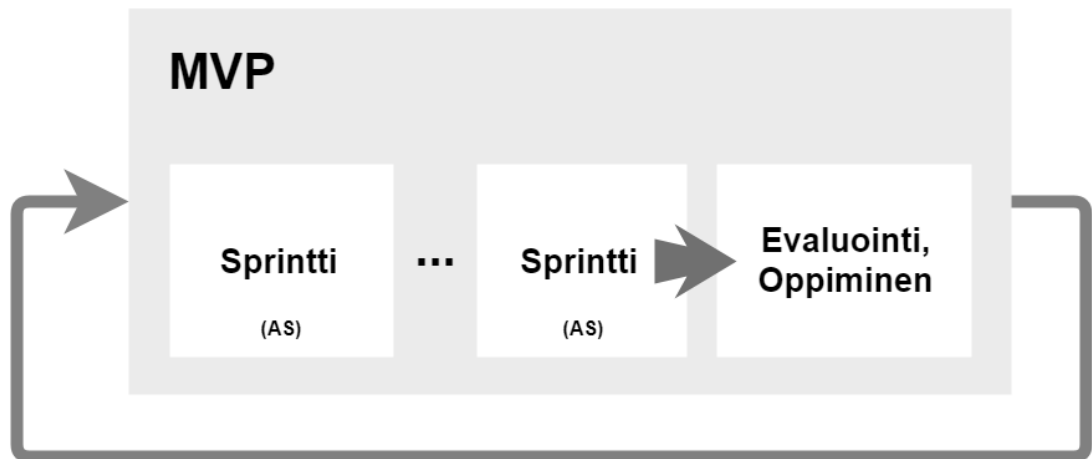 MVP
Sprintti
(AS)
...
Sprintti
(AS)
Evaluointi,
Oppiminen